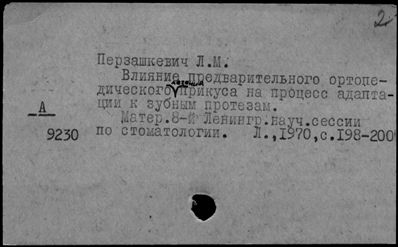 2
Перзашкевич Л.М.
Влияние предварительного ортопе-
дического прикуса на процесс адапта-
ции к зубным протезам.
А
Матер.8-й Ленингр.науч.сессии
9230
по стоматологии. Л.,1970,с.198-200